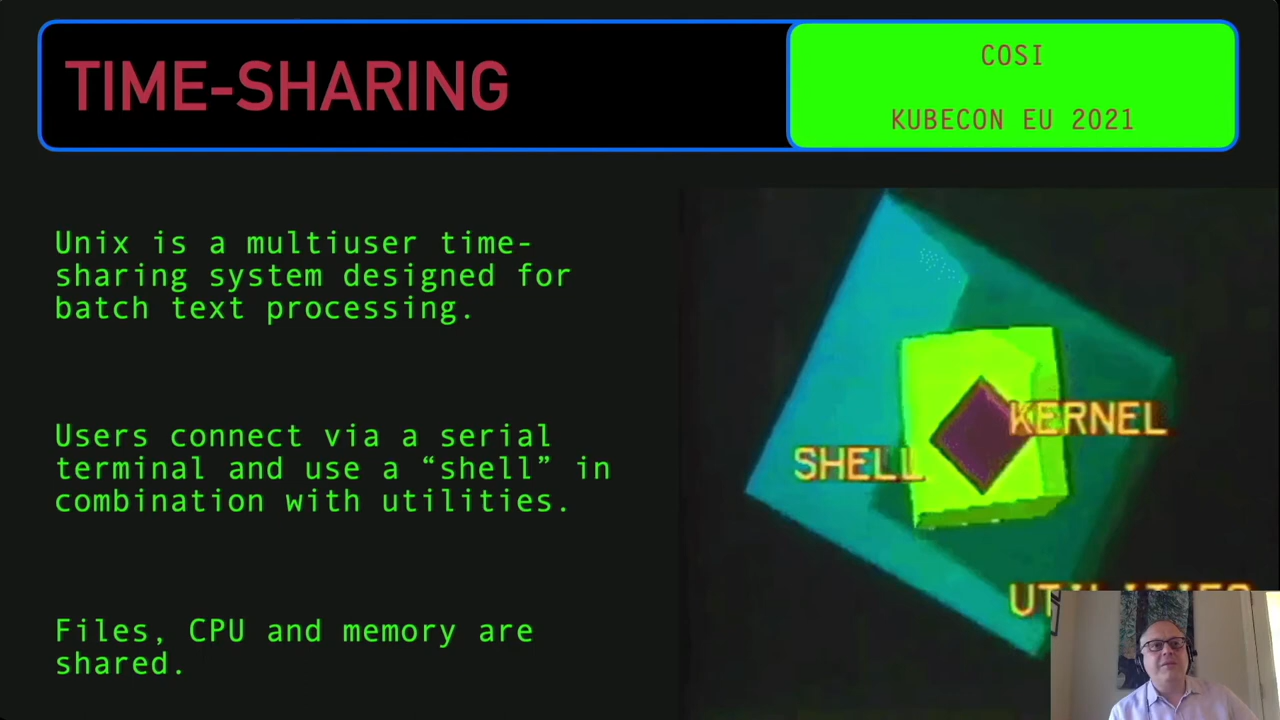 TIME-SHARING
COSI
KUBECON EU 2021
Unix is a multiuser time-
sharing system designed for
batch text processing.
Users connect via a serial
terminal and use a “shell” in
combination with utilities.
Files, CPU and memory are
shared.
KERNEL
SHELL
UTILITIES